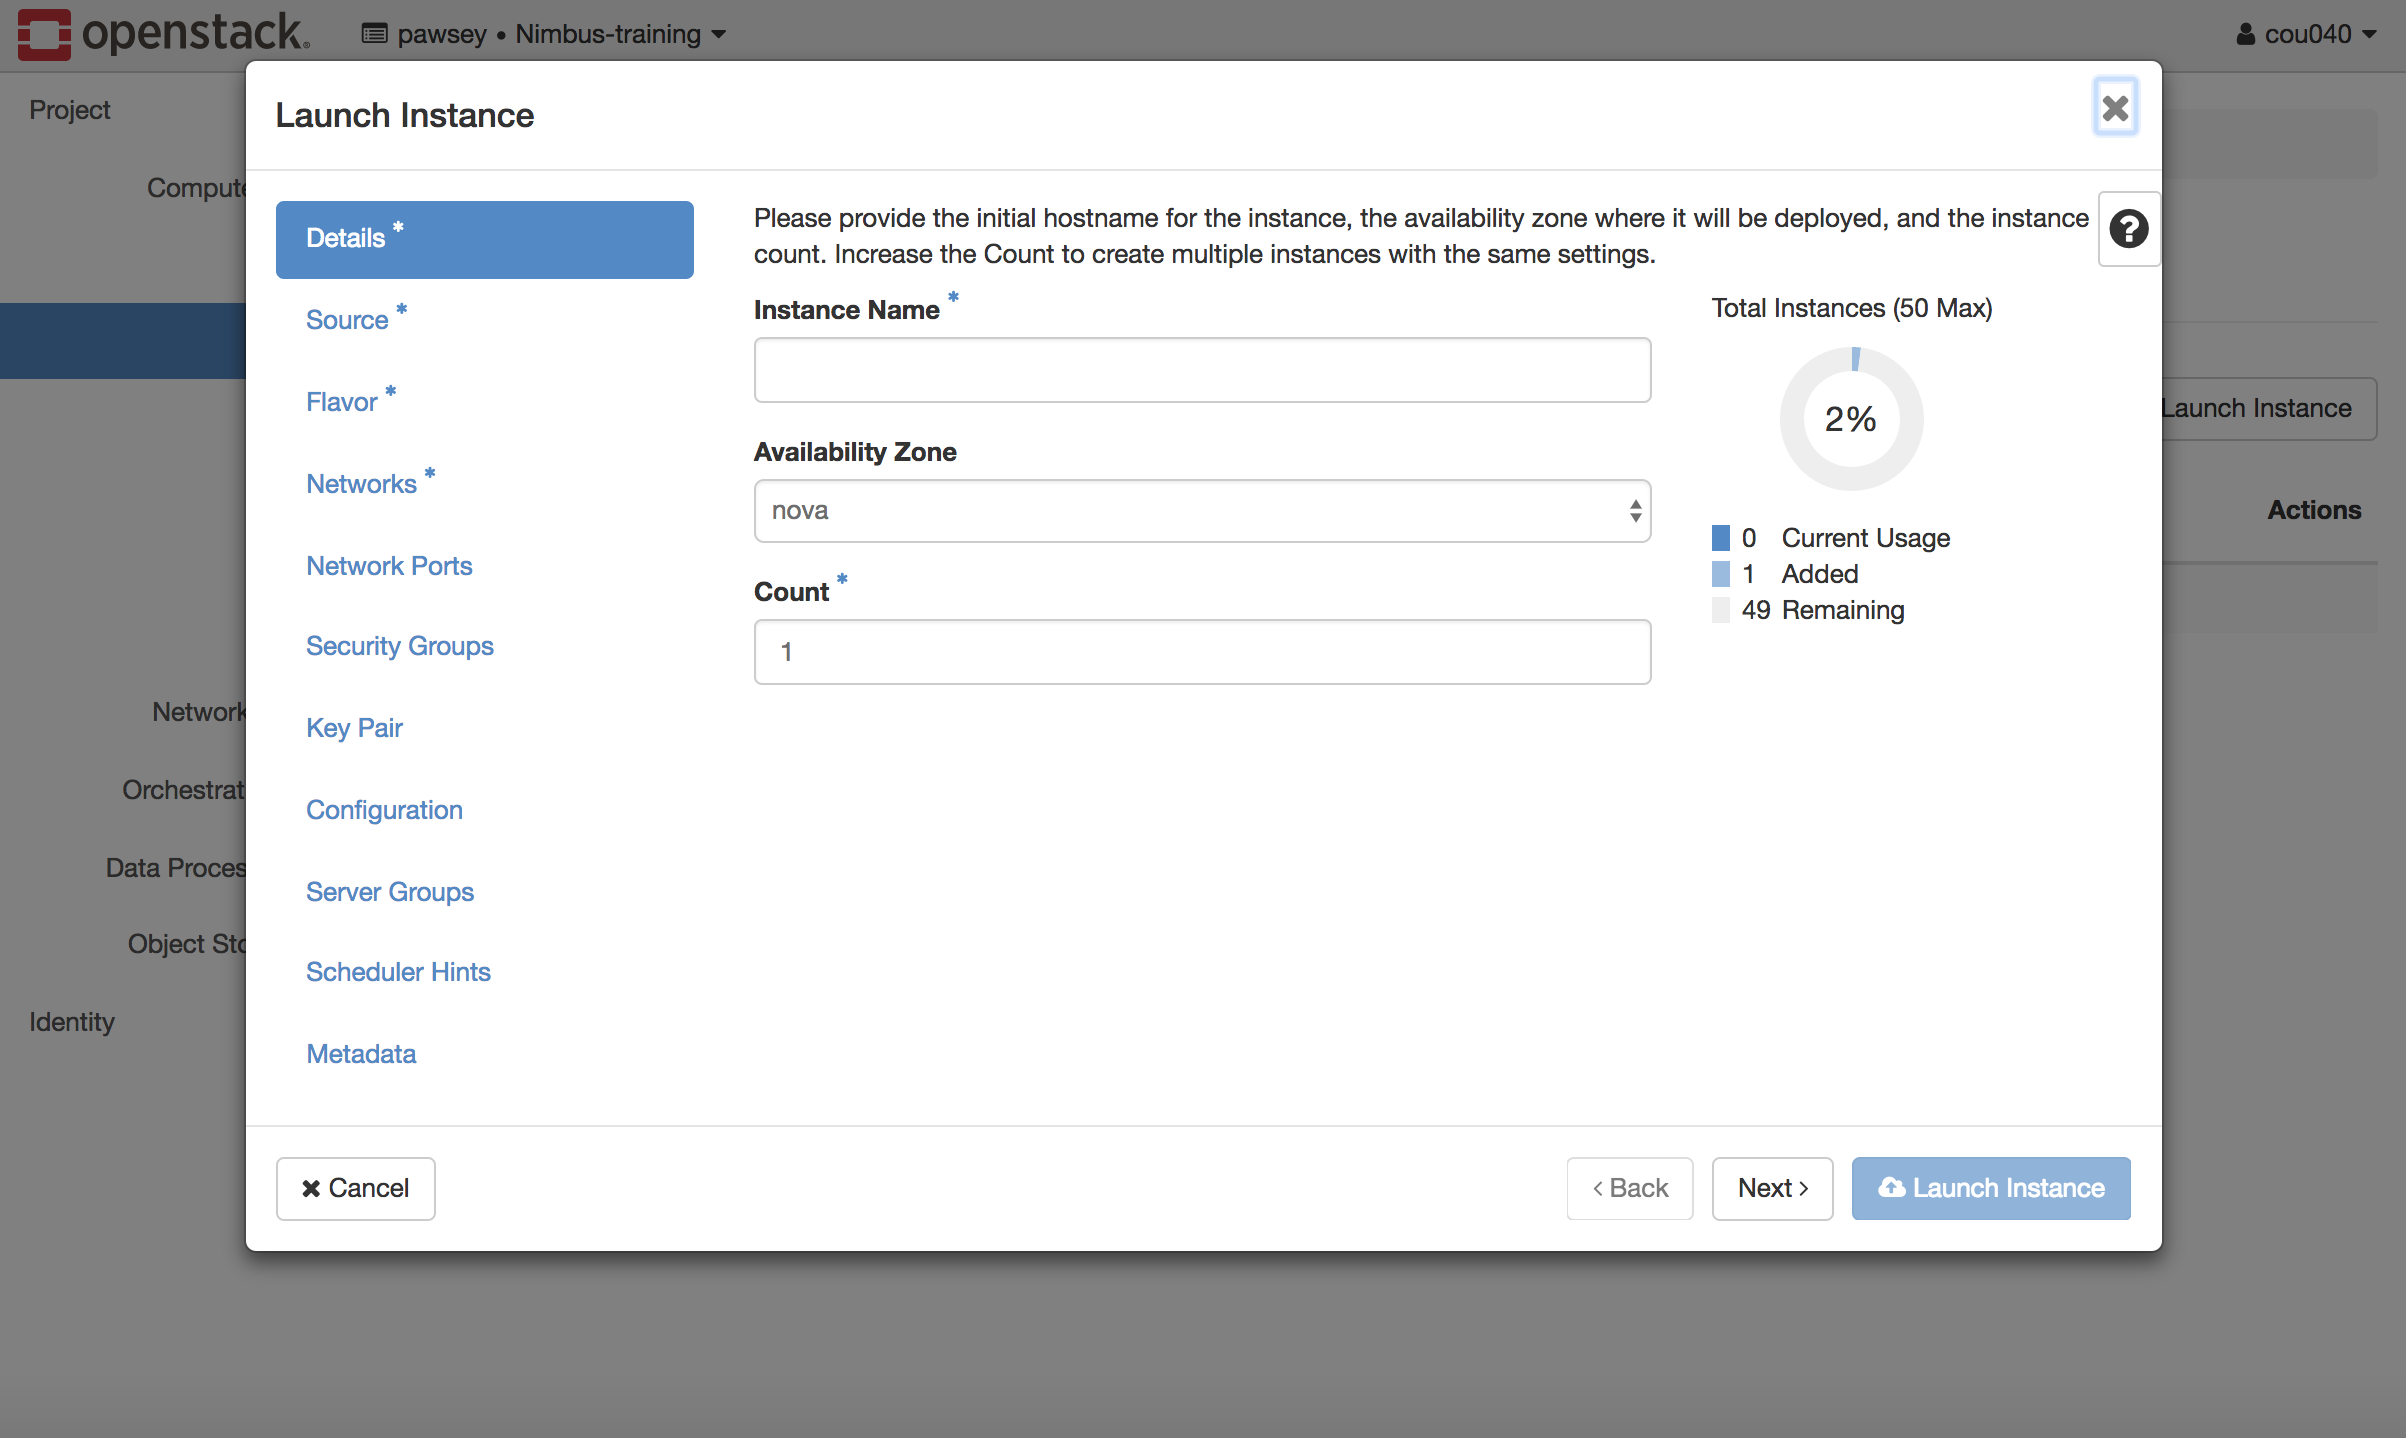 openstack.
pawsey • Nimbus-training
cou040
Project
Compute
Network
Orchestrat
Data Proces
Object Sto
Identity
Launch Instance
Details *
Source *
Flavor *
Networks *
Network Ports
Security Groups
Key Pair
Configuration
Server Groups
Scheduler Hints
Metadata
Please provide the initial hostname for the instance, the availability zone where it will be deployed, and the instance
count. Increase the Count to create multiple instances with the same settings.
Instance Name *
Availability Zone
nova
Count *
1
Total Instances (50 Max)
2%
0 Current Usage
1 Added
49 Remaining
Launch Instance
Actions
Cancel
< Back
Next >
Launch Instance